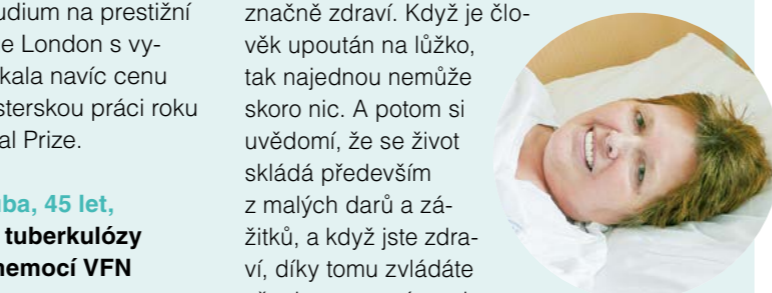 udium na prestižní
e London s vy-
kala navíc cenu
sterskou práci roku
al Prize.
uba, 45 let,
tuberkulózy
nemocí VFN
značně zdraví. Když je člo-
věk upoután na lůžko,
tak najednou nemůže
skoro nic. A potom si
uvědomí, že se život
skládá především
z malých darů a zá-
žitků, a když jste zdra-
ví, díky tomu zvládáte